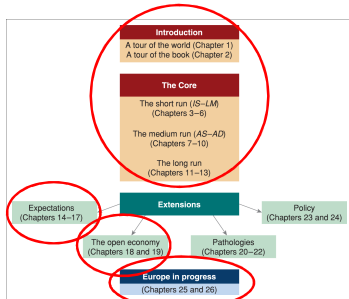 Introduction
A tour of the world (Chapter 1)
A tour of the book (Chapter 2)
The Core
The short run (IS–LM)
(Chapters 3–6)
The medium run (AS–AD)
(Chapters 7–10)
The long run
(Chapters 11–13)
Extensions
Expectations
(Chapters 14–17)
Policy
(Chapters 23 and 24)
The open economy
(Chapters 18 and 19)
Pathologies
(Chapters 20–22)
Europe in progress
(Chapters 25 and 26)